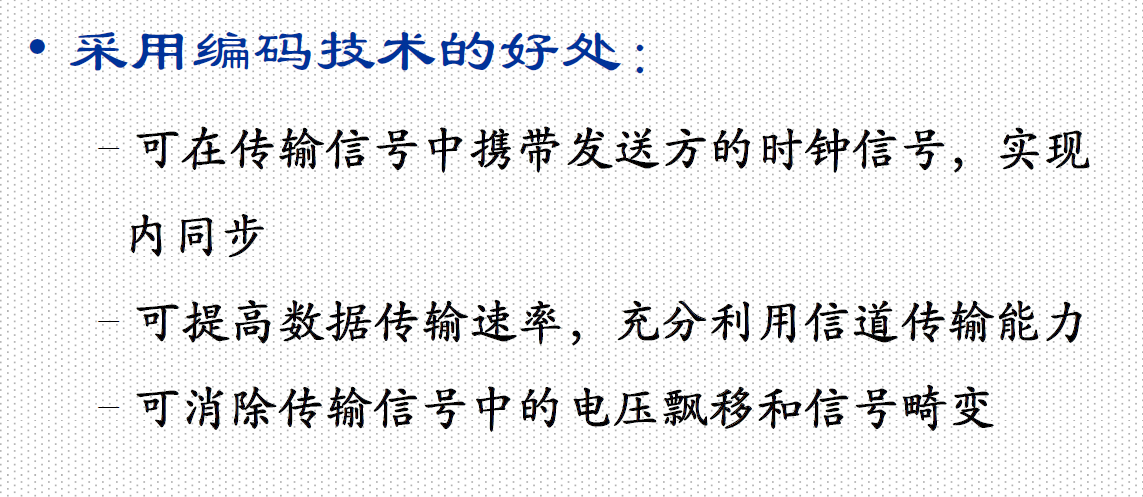 • 采用编码技术的好处：
– 可在传输信号中携带发送方的时钟信号，实现
内同步
– 可提高数据传输速率，充分利用信道传输能力
– 可消除传输信号中的电压飘移和信号畸变